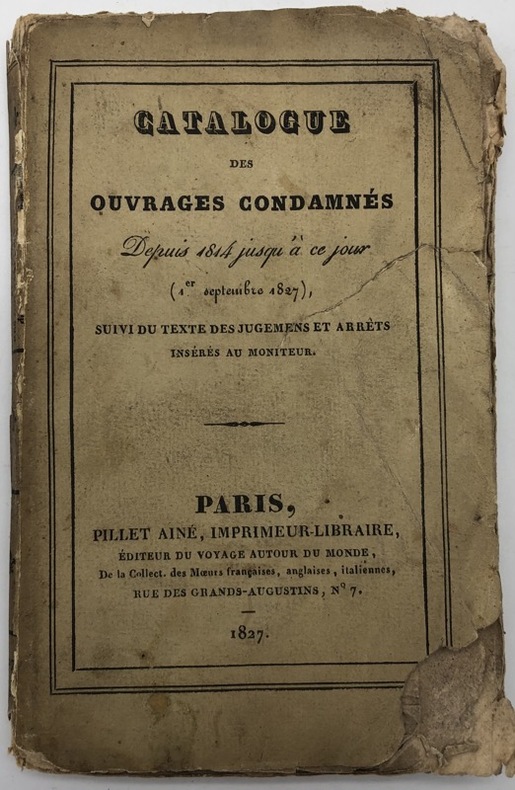 CATALOGUE
DES
OUVRAGES CONDAMNÉS
Depuis 1814 jusqu'à ce jour
(1er septembre 1827),
SUIVI DU TEXTE DES JUGEMENS ET ARRÊTS
INSÉRÉS AU MONITEUR.
PARIS,
PILLET AINÉ, IMPRIMEUR-LIBRAIRE,
ÉDITEUR DU VOYAGE AUTOUR DU MONDE,
De la Collect. des Mœurs françaises, anglaises, italiennes,
RUE DES GRANDS-AUGUSTINS, No 7.
1827.